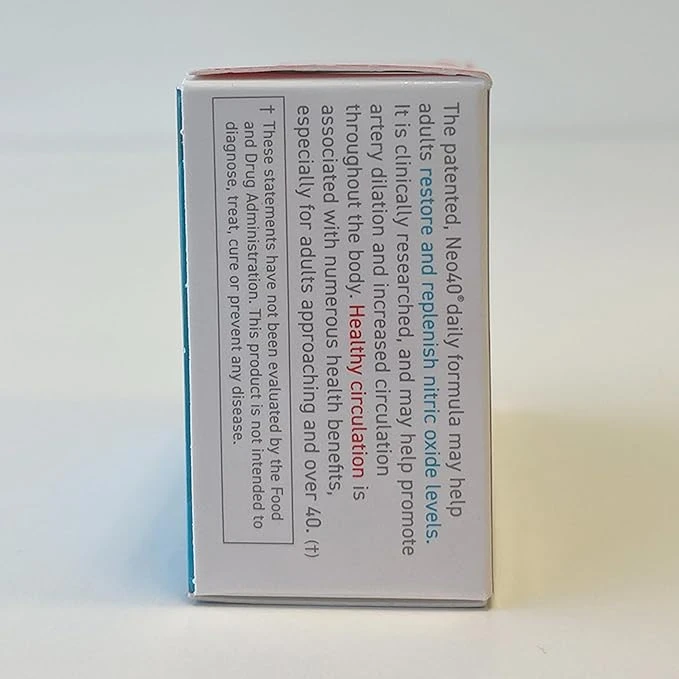 The patented, Neo40® daily formula may help
adults restore and replenish nitric oxide levels.
It is clinically researched, and may help promote
artery dilation and increased circulation
throughout the body. Healthy circulation is
associated with numerous health benefits,
especially for adults approaching and over 40. (†)
† These statements have not been evaluated by the Food
and Drug Administration. This product is not intended to
diagnose, treat, cure or prevent any disease.